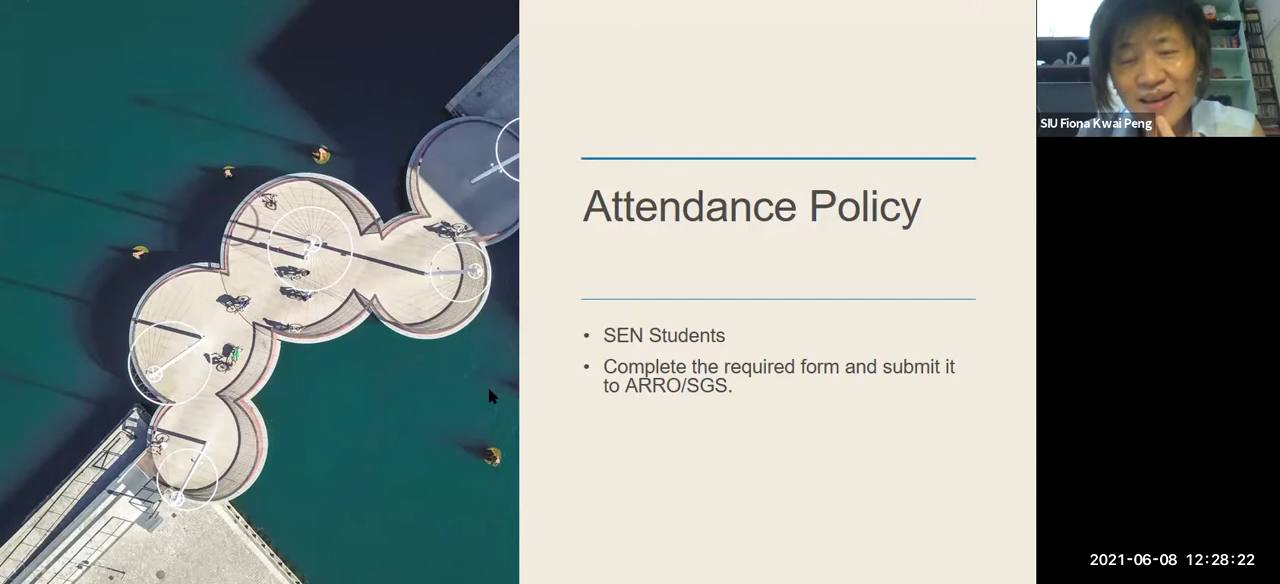 SIU Fiona Kwai Peng
Attendance Policy
• SEN Students
• Complete the required form and submit it
to ARRO/SGS.
2021-06-08 12:28:22